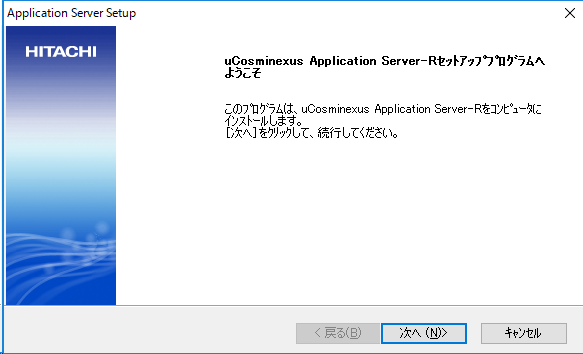 Application Server Setup
HITACHI
uCosminexus Application Server-Rｾｯﾄｱｯﾌﾟﾌﾟﾛｸﾞﾗﾑへ
ようこそ
このﾌﾟﾛｸﾞﾗﾑは、uCosminexus Application Server-Rをｺﾝﾋﾟｭｰﾀに
ｲﾝｽﾄｰﾙします。
[次へ]をｸﾘｯｸして、続行してください。
< 戻る(B)
次へ (N)>
ｷｬﾝｾﾙ